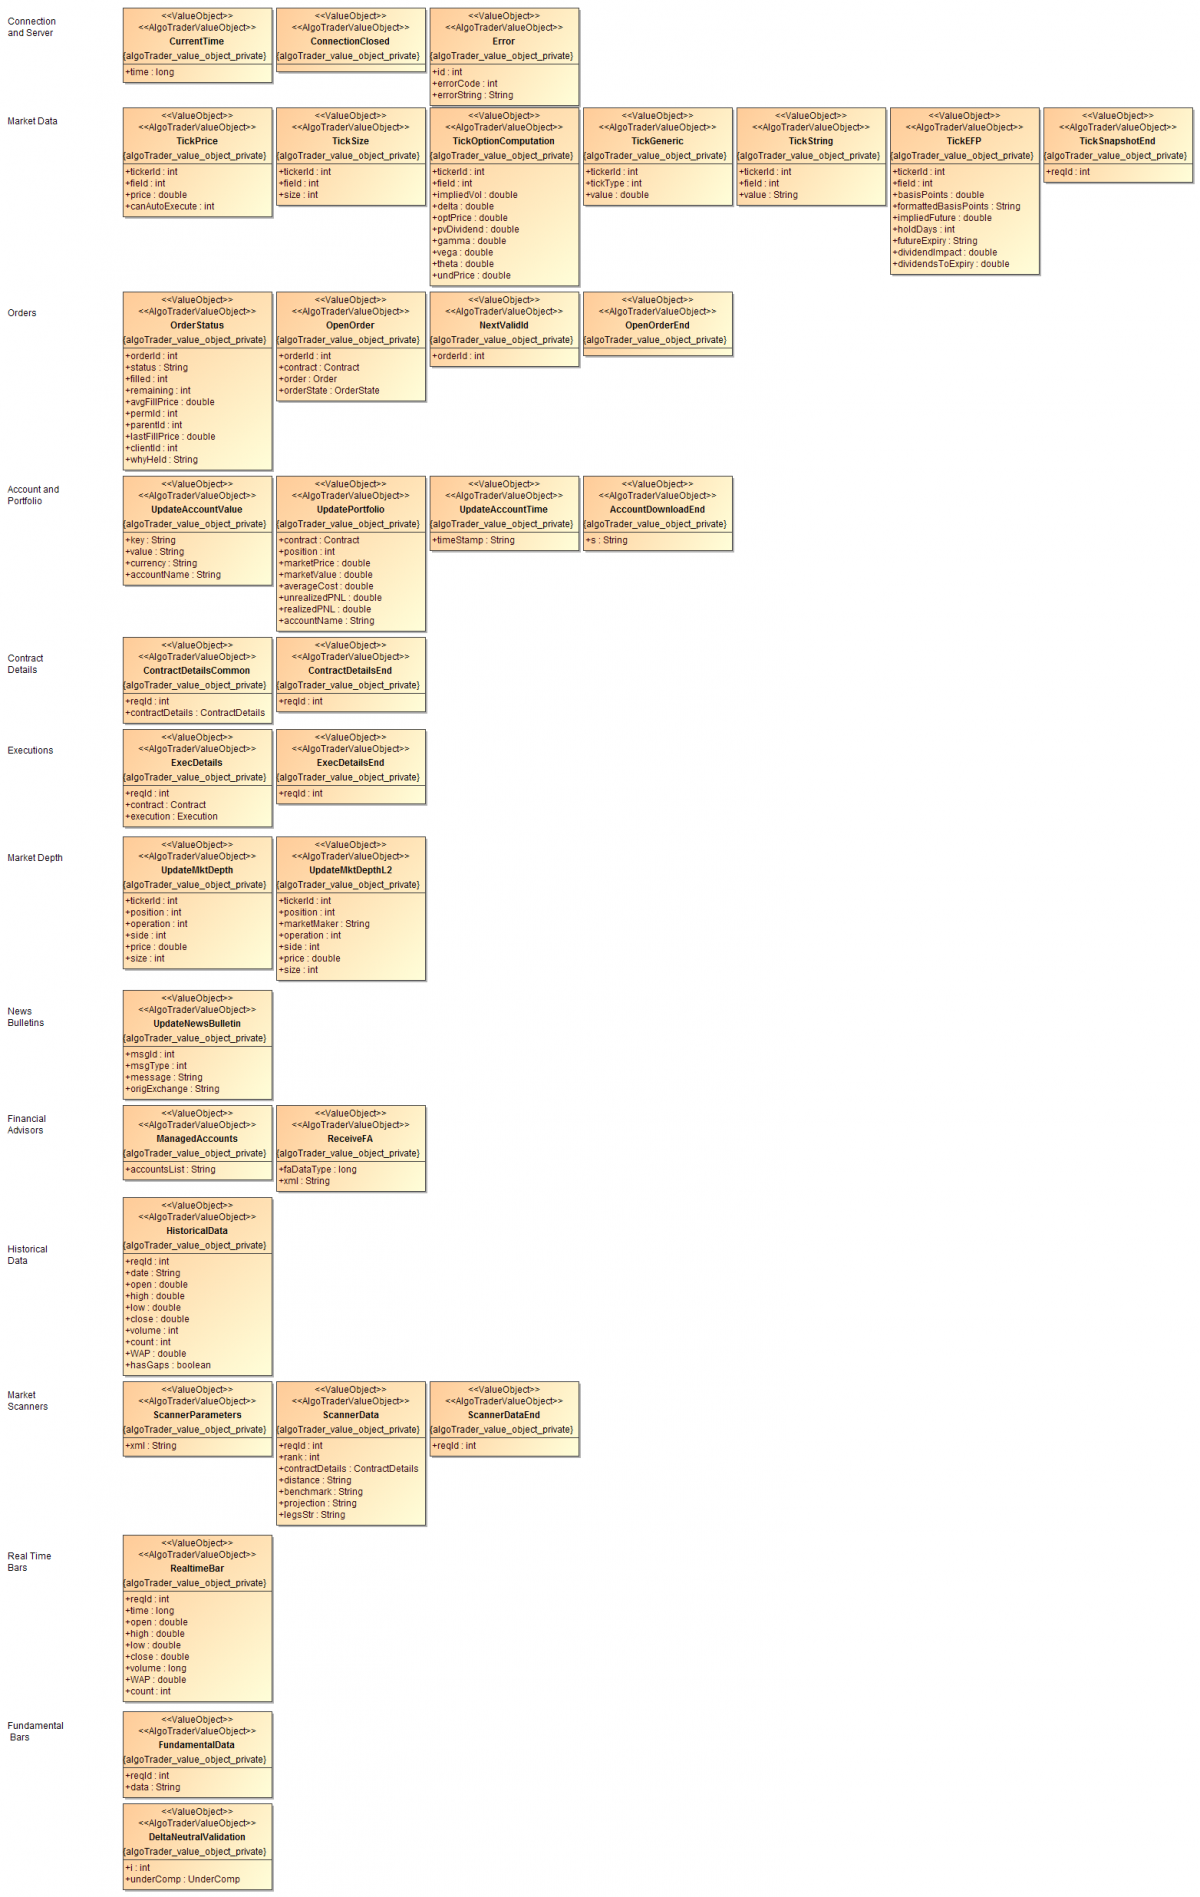 Connection
and Server
<<ValueObject>>
<<AlgoTraderValueObject>>
CurrentTime
{algoTrader_value_object_private}
+time : long
<<ValueObject>>
<<AlgoTraderValueObject>>
ConnectionClosed
{algoTrader_value_object_private}
<<ValueObject>>
<<AlgoTraderValueObject>>
Error
{algoTrader_value_object_private}
+id : int
+errorCode : int
+errorString : String
Market Data
<<ValueObject>>
<<AlgoTraderValueObject>>
TickPrice
{algoTrader_value_object_private}
+tickerId : int
+field : int
+price : double
+canAutoExecute : int
<<ValueObject>>
<<AlgoTraderValueObject>>
TickSize
{algoTrader_value_object_private}
+tickerId : int
+field : int
+size : int
<<ValueObject>>
<<AlgoTraderValueObject>>
TickOptionComputation
{algoTrader_value_object_private}
+tickerId : int
+field : int
+impliedVol : double
+delta : double
+optPrice : double
+pvDividend : double
+gamma : double
+vega : double
+theta : double
+undPrice : double
<<ValueObject>>
<<AlgoTraderValueObject>>
TickGeneric
{algoTrader_value_object_private}
+tickerId : int
+tickType : int
+value : double
<<ValueObject>>
<<AlgoTraderValueObject>>
TickString
{algoTrader_value_object_private}
+tickerId : int
+field : int
+value : String
<<ValueObject>>
<<AlgoTraderValueObject>>
TickEFP
{algoTrader_value_object_private}
+tickerId : int
+field : int
+basisPoints : double
+formattedBasisPoints : String
+impliedFuture : double
+holdDays : int
+futureExpiry : String
+dividendImpact : double
+dividendsToExpiry : double
<<ValueObject>>
<<AlgoTraderValueObject>>
TickSnapshotEnd
{algoTrader_value_object_private}
+reqId : int
Orders
<<ValueObject>>
<<AlgoTraderValueObject>>
OrderStatus
{algoTrader_value_object_private}
+orderId : int
+status : String
+filled : int
+remaining : int
+avgFillPrice : double
+permId : int
+parentId : int
+lastFillPrice : double
+clientId : int
+whyHeld : String
<<ValueObject>>
<<AlgoTraderValueObject>>
OpenOrder
{algoTrader_value_object_private}
+orderId : int
+contract : Contract
+order : Order
+orderState : OrderState
<<ValueObject>>
<<AlgoTraderValueObject>>
NextValidId
{algoTrader_value_object_private}
+orderId : int
<<ValueObject>>
<<AlgoTraderValueObject>>
OpenOrderEnd
{algoTrader_value_object_private}
Account and
Portfolio
<<ValueObject>>
<<AlgoTraderValueObject>>
UpdateAccountValue
{algoTrader_value_object_private}
+key : String
+value : String
+currency : String
+accountName : String
<<ValueObject>>
<<AlgoTraderValueObject>>
UpdatePortfolio
{algoTrader_value_object_private}
+contract : Contract
+position : int
+marketPrice : double
+marketValue : double
+averageCost : double
+unrealizedPNL : double
+realizedPNL : double
+accountName : String
<<ValueObject>>
<<AlgoTraderValueObject>>
UpdateAccountTime
{algoTrader_value_object_private}
+timeStamp : String
<<ValueObject>>
<<AlgoTraderValueObject>>
AccountDownloadEnd
{algoTrader_value_object_private}
+s : String
Contract
Details
<<ValueObject>>
<<AlgoTraderValueObject>>
ContractDetailsCommon
{algoTrader_value_object_private}
+reqId : int
+contractDetails : ContractDetails
<<ValueObject>>
<<AlgoTraderValueObject>>
ContractDetailsEnd
{algoTrader_value_object_private}
+reqId : int
Executions
<<ValueObject>>
<<AlgoTraderValueObject>>
ExecDetails
{algoTrader_value_object_private}
+reqId : int
+contract : Contract
+execution : Execution
<<ValueObject>>
<<AlgoTraderValueObject>>
ExecDetailsEnd
{algoTrader_value_object_private}
+reqId : int
Market Depth
<<ValueObject>>
<<AlgoTraderValueObject>>
UpdateMktDepth
{algoTrader_value_object_private}
+tickerId : int
+position : int
+operation : int
+side : int
+price : double
+size : int
<<ValueObject>>
<<AlgoTraderValueObject>>
UpdateMktDepthL2
{algoTrader_value_object_private}
+tickerId : int
+position : int
+marketMaker : String
+operation : int
+side : int
+price : double
+size : int
News
Bulletins
<<ValueObject>>
<<AlgoTraderValueObject>>
UpdateNewsBulletin
{algoTrader_value_object_private}
+msgId : int
+msgType : int
+message : String
+origExchange : String
Financial
Advisors
<<ValueObject>>
<<AlgoTraderValueObject>>
ManagedAccounts
{algoTrader_value_object_private}
+accountsList : String
<<ValueObject>>
<<AlgoTraderValueObject>>
ReceiveFA
{algoTrader_value_object_private}
+faDataType : long
+xml : String
Historical
Data
<<ValueObject>>
<<AlgoTraderValueObject>>
HistoricalData
{algoTrader_value_object_private}
+reqId : int
+date : String
+open : double
+high : double
+low : double
+close : double
+volume : int
+count : int
+WAP : double
+hasGaps : boolean
Market
Scanners
<<ValueObject>>
<<AlgoTraderValueObject>>
ScannerParameters
{algoTrader_value_object_private}
+xml : String
<<ValueObject>>
<<AlgoTraderValueObject>>
ScannerData
{algoTrader_value_object_private}
+reqId : int
+rank : int
+contractDetails : ContractDetails
+distance : String
+benchmark : String
+projection : String
+legsStr : String
<<ValueObject>>
<<AlgoTraderValueObject>>
ScannerDataEnd
{algoTrader_value_object_private}
+reqId : int
Real Time
Bars
<<ValueObject>>
<<AlgoTraderValueObject>>
RealtimeBar
{algoTrader_value_object_private}
+reqId : int
+time : long
+open : double
+high : double
+low : double
+close : double
+volume : long
+WAP : double
+count : int
Fundamental
Bars
<<ValueObject>>
<<AlgoTraderValueObject>>
FundamentalData
{algoTrader_value_object_private}
+reqId : int
+data : String
<<ValueObject>>
<<AlgoTraderValueObject>>
DeltaNeutralValidation
{algoTrader_value_object_private}
+i : int
+underComp : UnderComp